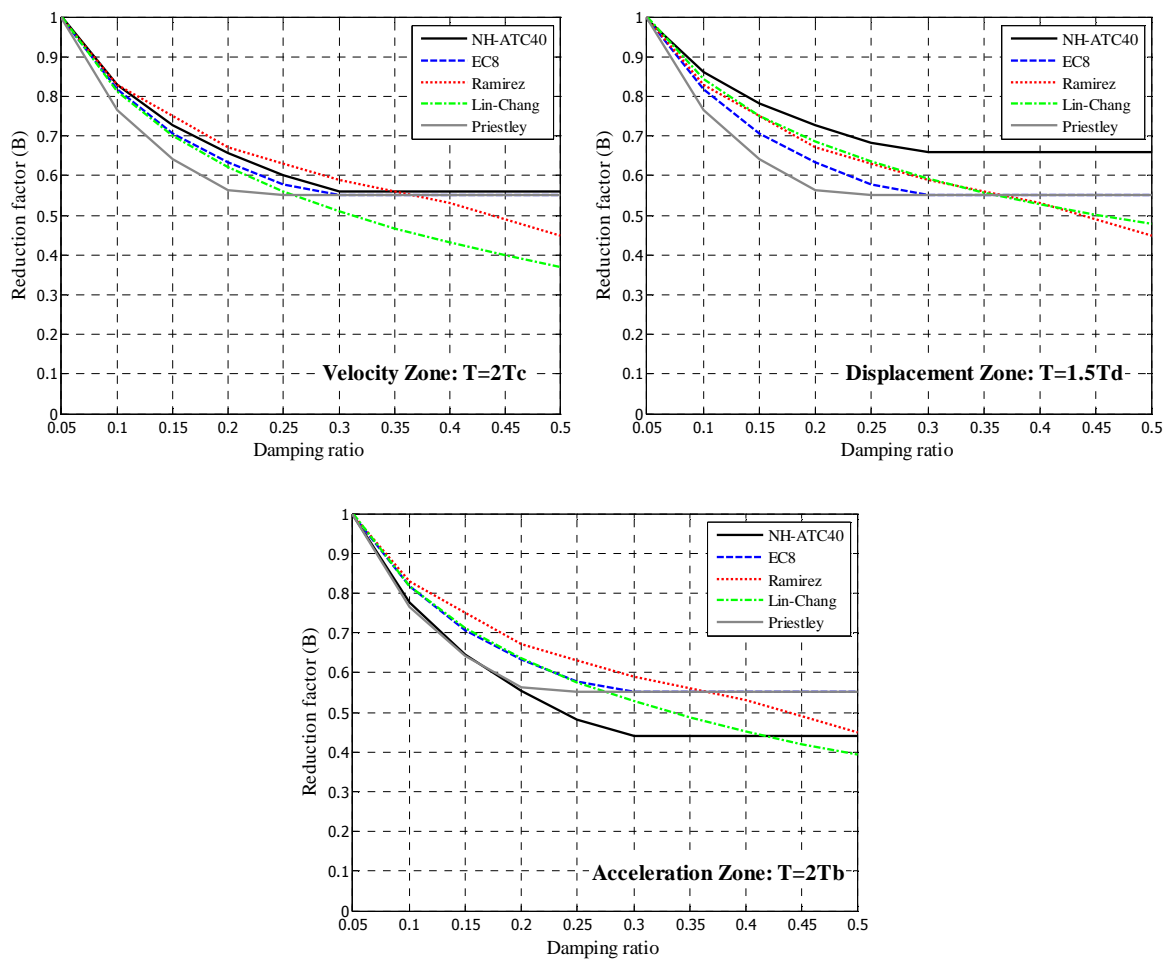 1
0.9
0.8
0.7
0.6
0.5
0.4
0.3
0.2
0.1
0
Reduction factor (B)
NH-ATC40
EC8
Ramirez
Lin-Chang
Priestley
Velocity Zone: T=2Tc
0.05 0.1 0.15 0.2 0.25 0.3 0.35 0.4 0.45 0.5
Damping ratio
1
0.9
0.8
0.7
0.6
0.5
0.4
0.3
0.2
0.1
0
Reduction factor (B)
NH-ATC40
EC8
Ramirez
Lin-Chang
Priestley
Displacement Zone: T=1.5Td
0.05 0.1 0.15 0.2 0.25 0.3 0.35 0.4 0.45 0.5
Damping ratio
1
0.9
0.8
0.7
0.6
0.5
0.4
0.3
0.2
0.1
0
Reduction factor (B)
NH-ATC40
EC8
Ramirez
Lin-Chang
Priestley
Acceleration Zone: T=2Tb
0.05 0.1 0.15 0.2 0.25 0.3 0.35 0.4 0.45 0.5
Damping ratio